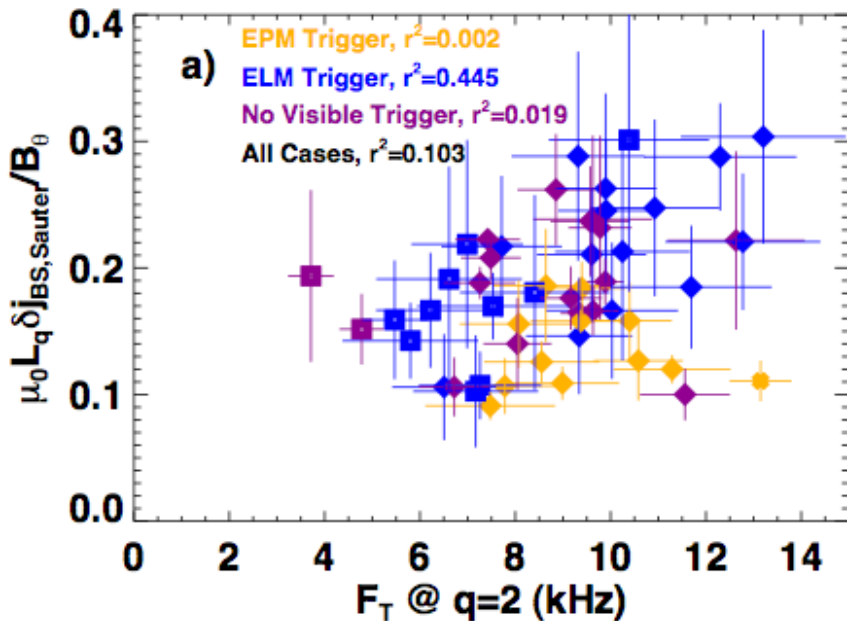 0.4
EPM Trigger, r²=0.002
a)
ELM Trigger, r²=0.445
No Visible Trigger, r²=0.019
0.3
All Cases, r²=0.103
μ₀L_qδj_BS,Sauter/B_θ
0.2
0.1
0.0
0 2 4 6 8 10 12 14
F_T @ q=2 (kHz)